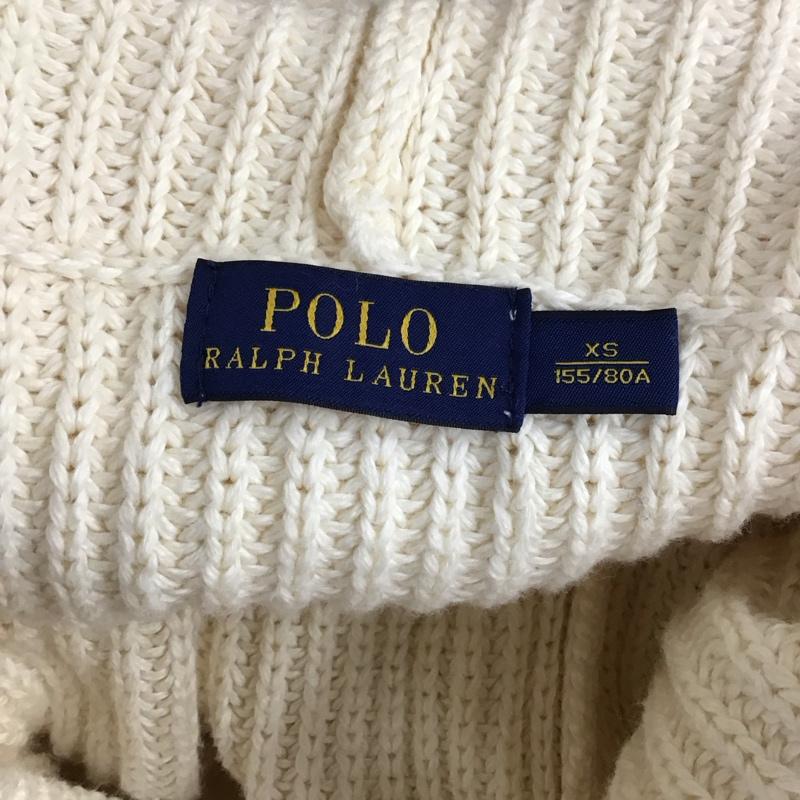 POLO
RALPH LAUREN
XS
155/80A